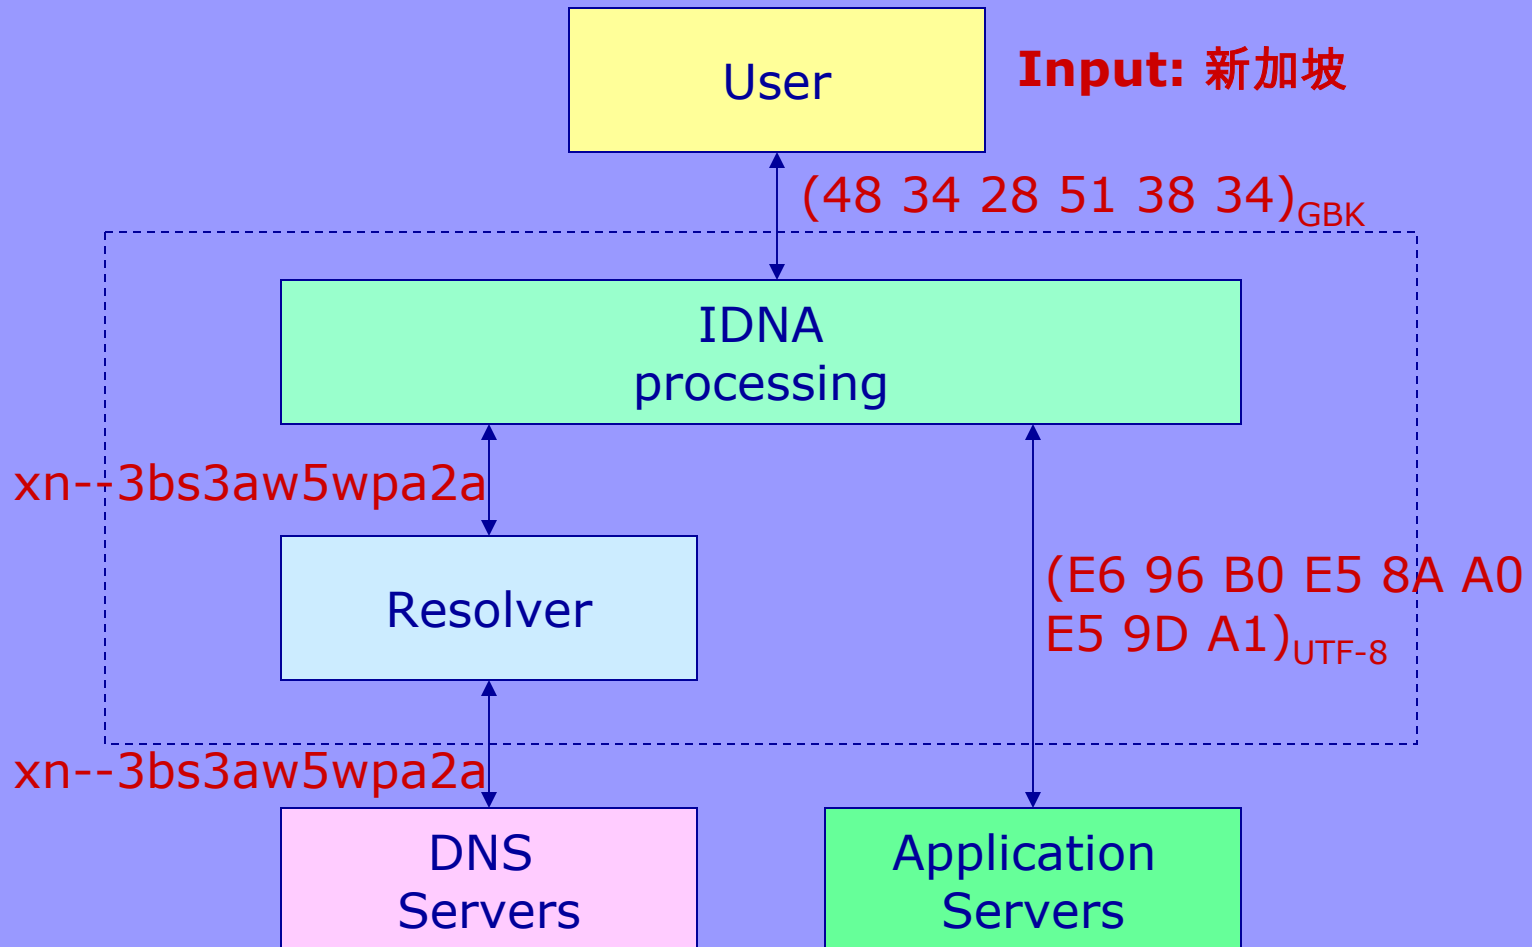 User
Input: 新加坡
(48 34 28 51 38 34)GBK
IDNA
processing
xn--3bs3aw5wpa2a
Resolver
(E6 96 B0 E5 8A A0
E5 9D A1)UTF-8
xn--3bs3aw5wpa2a
DNS
Servers
Application
Servers